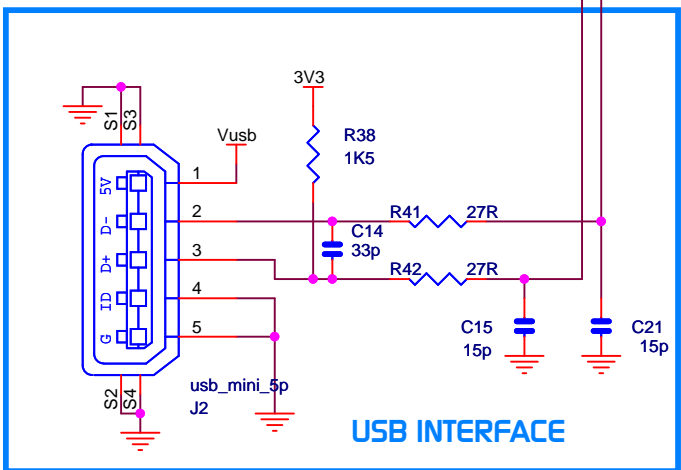 3V3
S1
S3
Vusb
R38
1K5
1
5V
2
D-
R41
27R
C14
33p
3
D+
R42
27R
4
ID
C15
15p
C21
15p
5
G
usb_mini_5p
J2
S2
S4
USB INTERFACE